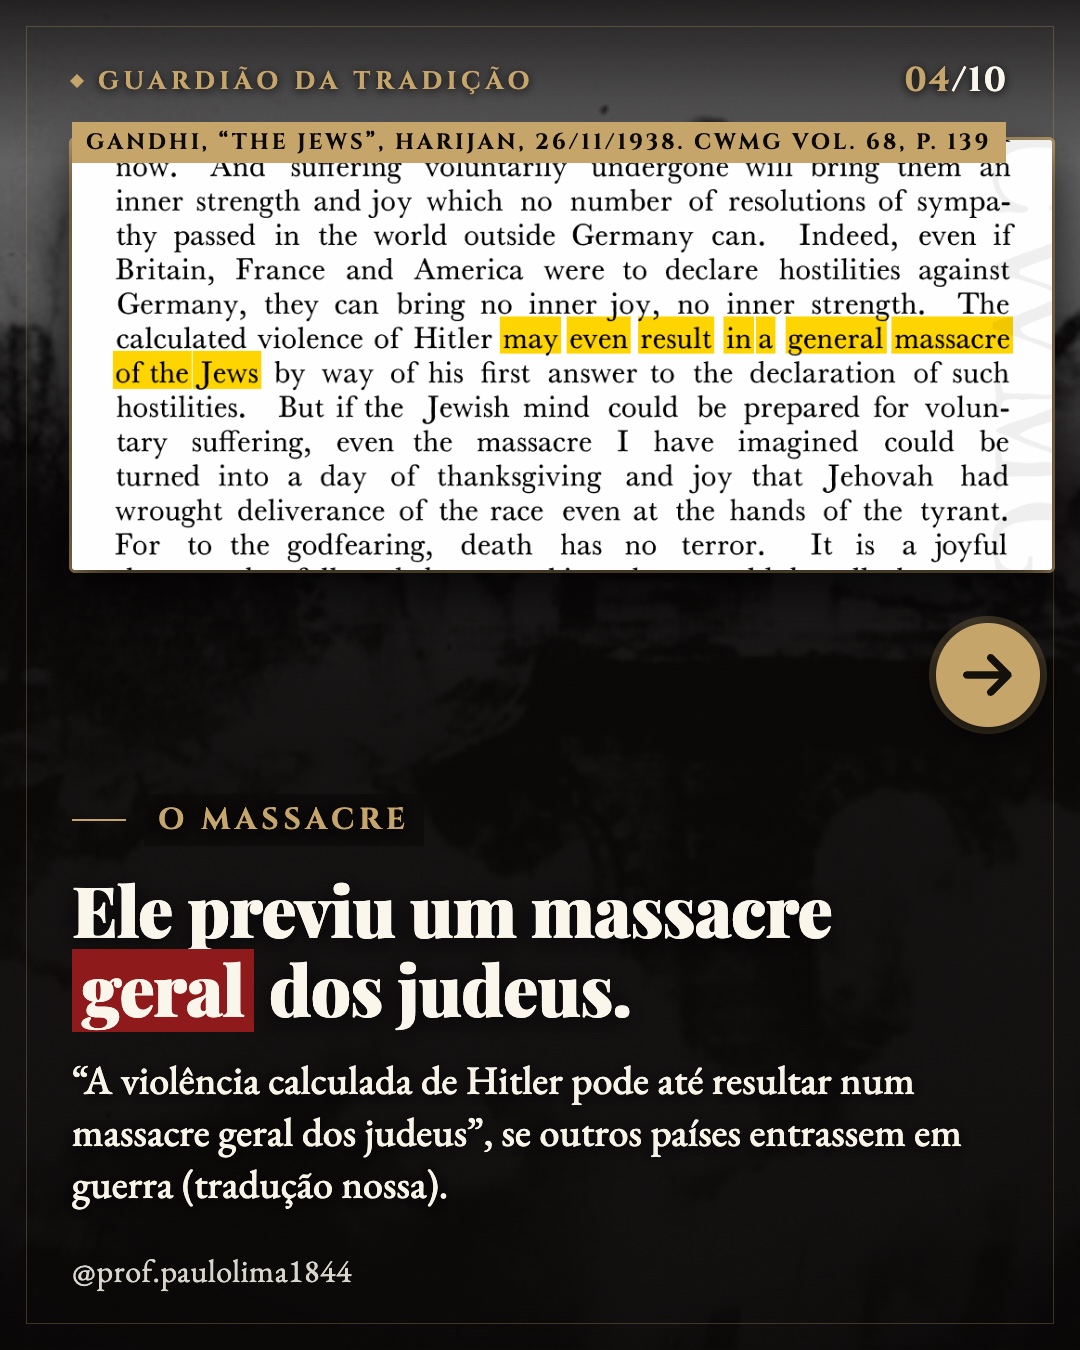 GUARDIÃO DA TRADIÇÃO
04/10
GANDHI, “THE JEWS”, HARIJAN, 26/11/1938. CWMG VOL. 68, P. 139
now. And suffering voluntarily undergone will bring them an
inner strength and joy which no number of resolutions of sympa-
thy passed in the world outside Germany can. Indeed, even if
Britain, France and America were to declare hostilities against
Germany, they can bring no inner joy, no inner strength. The
calculated violence of Hitler may even result in a general massacre
of the Jews by way of his first answer to the declaration of such
hostilities. But if the Jewish mind could be prepared for volun-
tary suffering, even the massacre I have imagined could be
turned into a day of thanksgiving and joy that Jehovah had
wrought deliverance of the race even at the hands of the tyrant.
For to the godfearing, death has no terror. It is a joyful
CWMG
O MASSACRE
Ele previu um massacre
geral dos judeus.
“A violência calculada de Hitler pode até resultar num
massacre geral dos judeus”, se outros países entrassem em
guerra (tradução nossa).
@prof.paulolima1844